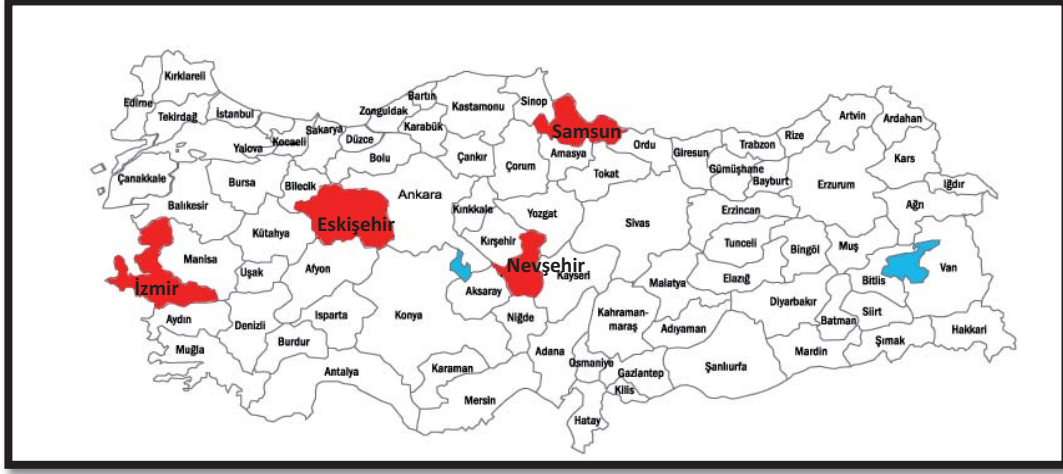 Kırklareli
Edirne
Tekirdağ
İstanbul
Yalova
Kocaeli
Sakarya
Düzce
Zonguldak
Bartın
Karabük
Kastamonu
Sinop
Samsun
Bolu
Çankır
Çorum
Amasya
Ordu
Giresun
Trabzon
Rize
Artvin
Ardahan
Kars
Iğdır
Gümüşhane
Bayburt
Erzurum
Ağrı
Tokat
Çanakkale
Bursa
Bilecik
Balıkesir
Eskişehir
Ankara
Kırıkkale
Yozgat
Sivas
Erzincan
Tunceli
Bingöl
Muş
Bitlis
Van
Kütahya
Kırşehir
Nevşehir
Kayseri
Malatya
Elazığ
Diyarbakır
Batman
Siirt
Şırnak
Hakkari
İzmir
Manisa
Uşak
Afyon
Aksaray
Niğde
Konya
Kahraman-
maraş
Adıyaman
Şanlıurfa
Mardin
Aydın
Denizli
Isparta
Burdur
Muğla
Antalya
Karaman
Mersin
Adana
Osmaniye
Gaziantep
Kilis
Hatay